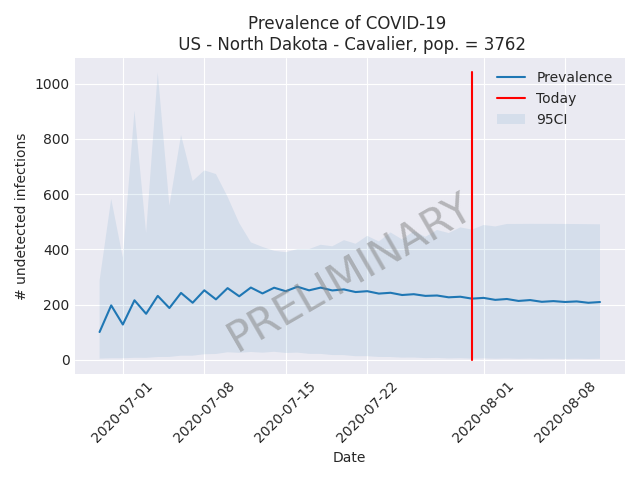 Prevalence of COVID-19
US - North Dakota - Cavalier, pop. = 3762
Prevalence
Today
95CI
1000
800
600
400
200
0
# undetected infections
PRELIMINARY
2020-07-01
2020-07-08
2020-07-15
2020-07-22
2020-08-01
2020-08-08
Date